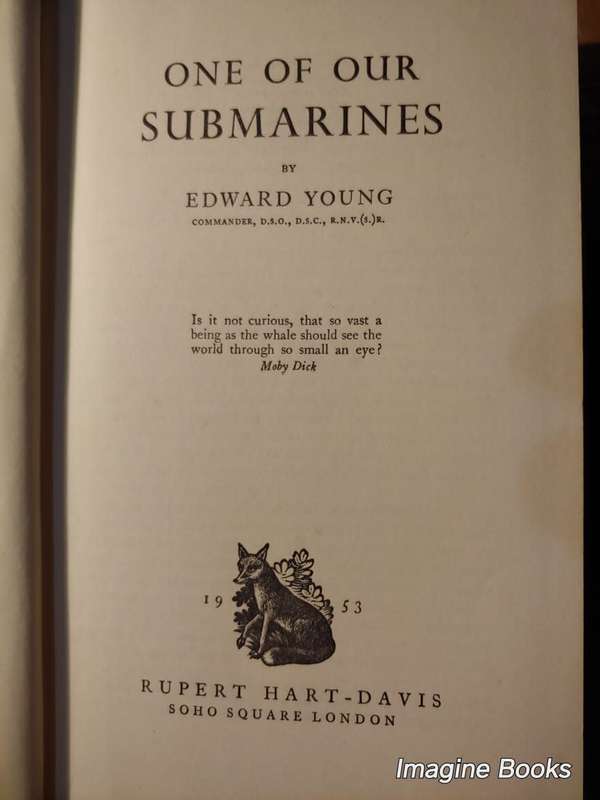 ONE OF OUR
SUBMARINES
BY
EDWARD YOUNG
COMMANDER, D.S.O., D.S.C., R.N.V.(S.)R.
Is it not curious, that so vast a
being as the whale should see the
world through so small an eye?
Moby Dick
19 53
RUPERT HART-DAVIS
SOHO SQUARE LONDON
Imagine Books